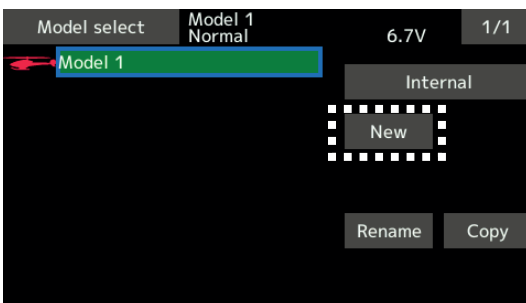 Model select
Model 1
Normal
6.7V
1/1
Model 1
Internal
New
Rename
Copy